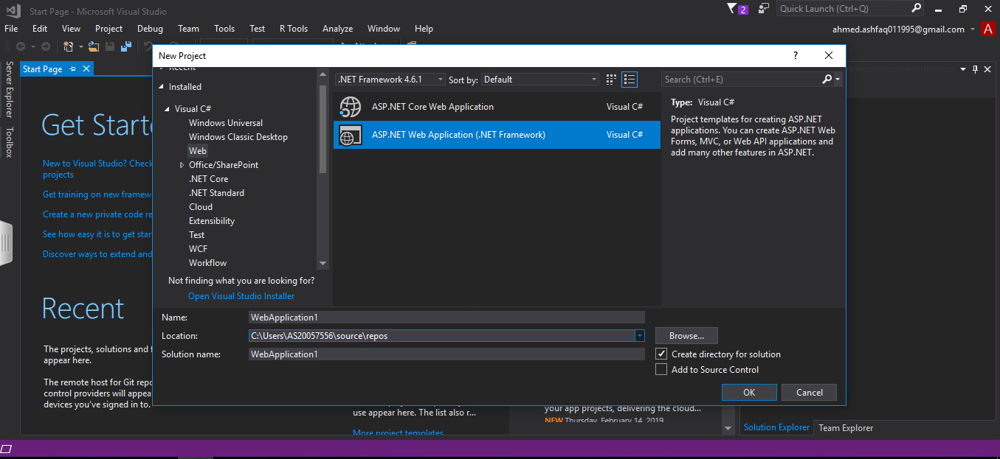 Start Page - Microsoft Visual Studio
2
Quick Launch (Ctrl+Q)
File Edit View Project Debug Team Tools Test R Tools Analyze Window Help
ahmed.ashfaq011995@gmail.com
A
Server Explorer
Toolbox
Start Page
Get Starte
New to Visual Studio? Check
projects
Get training on new framew
Create a new private code re
See how easy it is to get star
Discover ways to extend and
Recent
The projects, solutions and f
appear here.
The remote host for Git repo
control providers will appea
devices you've signed in to.
New Project
?
Recent
Installed
Visual C#
Windows Universal
Windows Classic Desktop
Web
Office/SharePoint
.NET Core
.NET Standard
Cloud
Extensibility
Test
WCF
Workflow
Not finding what you are looking for?
Open Visual Studio Installer
.NET Framework 4.6.1 Sort by: Default
Search (Ctrl+E)
ASP.NET Core Web Application Visual C#
ASP.NET Web Application (.NET Framework) Visual C#
Type: Visual C#
Project templates for creating ASP.NET
applications. You can create ASP.NET Web
Forms, MVC, or Web API applications and
add many other features in ASP.NET.
Name: WebApplication1
Location: C:\Users\AS20057556\source\repos Browse...
Solution name: WebApplication1
Create directory for solution
Add to Source Control
OK Cancel
use appear here. The list also r...
More project templates
your app projects, delivering the cloud...
NEW Thursday, February 14, 2019
Solution Explorer Team Explorer